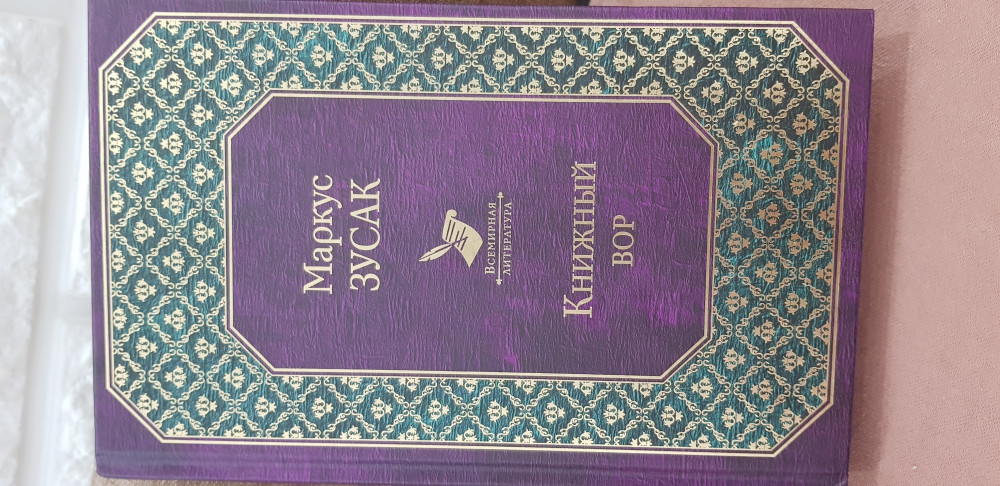 Маркус
ЗУСАК
Всемирная
литература
Книжный
вор